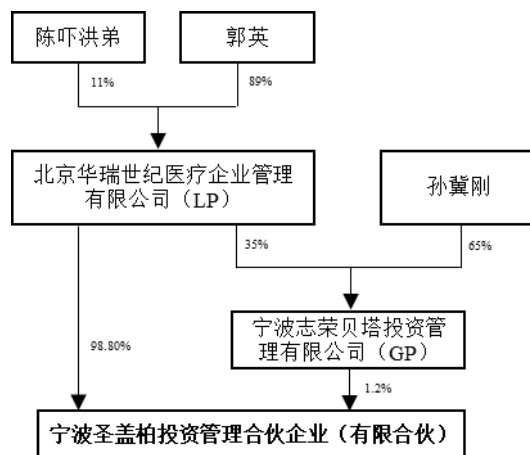 陈吓洪弟
郭英
11%
89%
北京华瑞世纪医疗企业管理
有限公司（LP）
孙冀刚
35%
65%
宁波志荣贝塔投资管
理有限公司（GP）
98.80%
1.2%
宁波圣盖柏投资管理合伙企业（有限合伙）